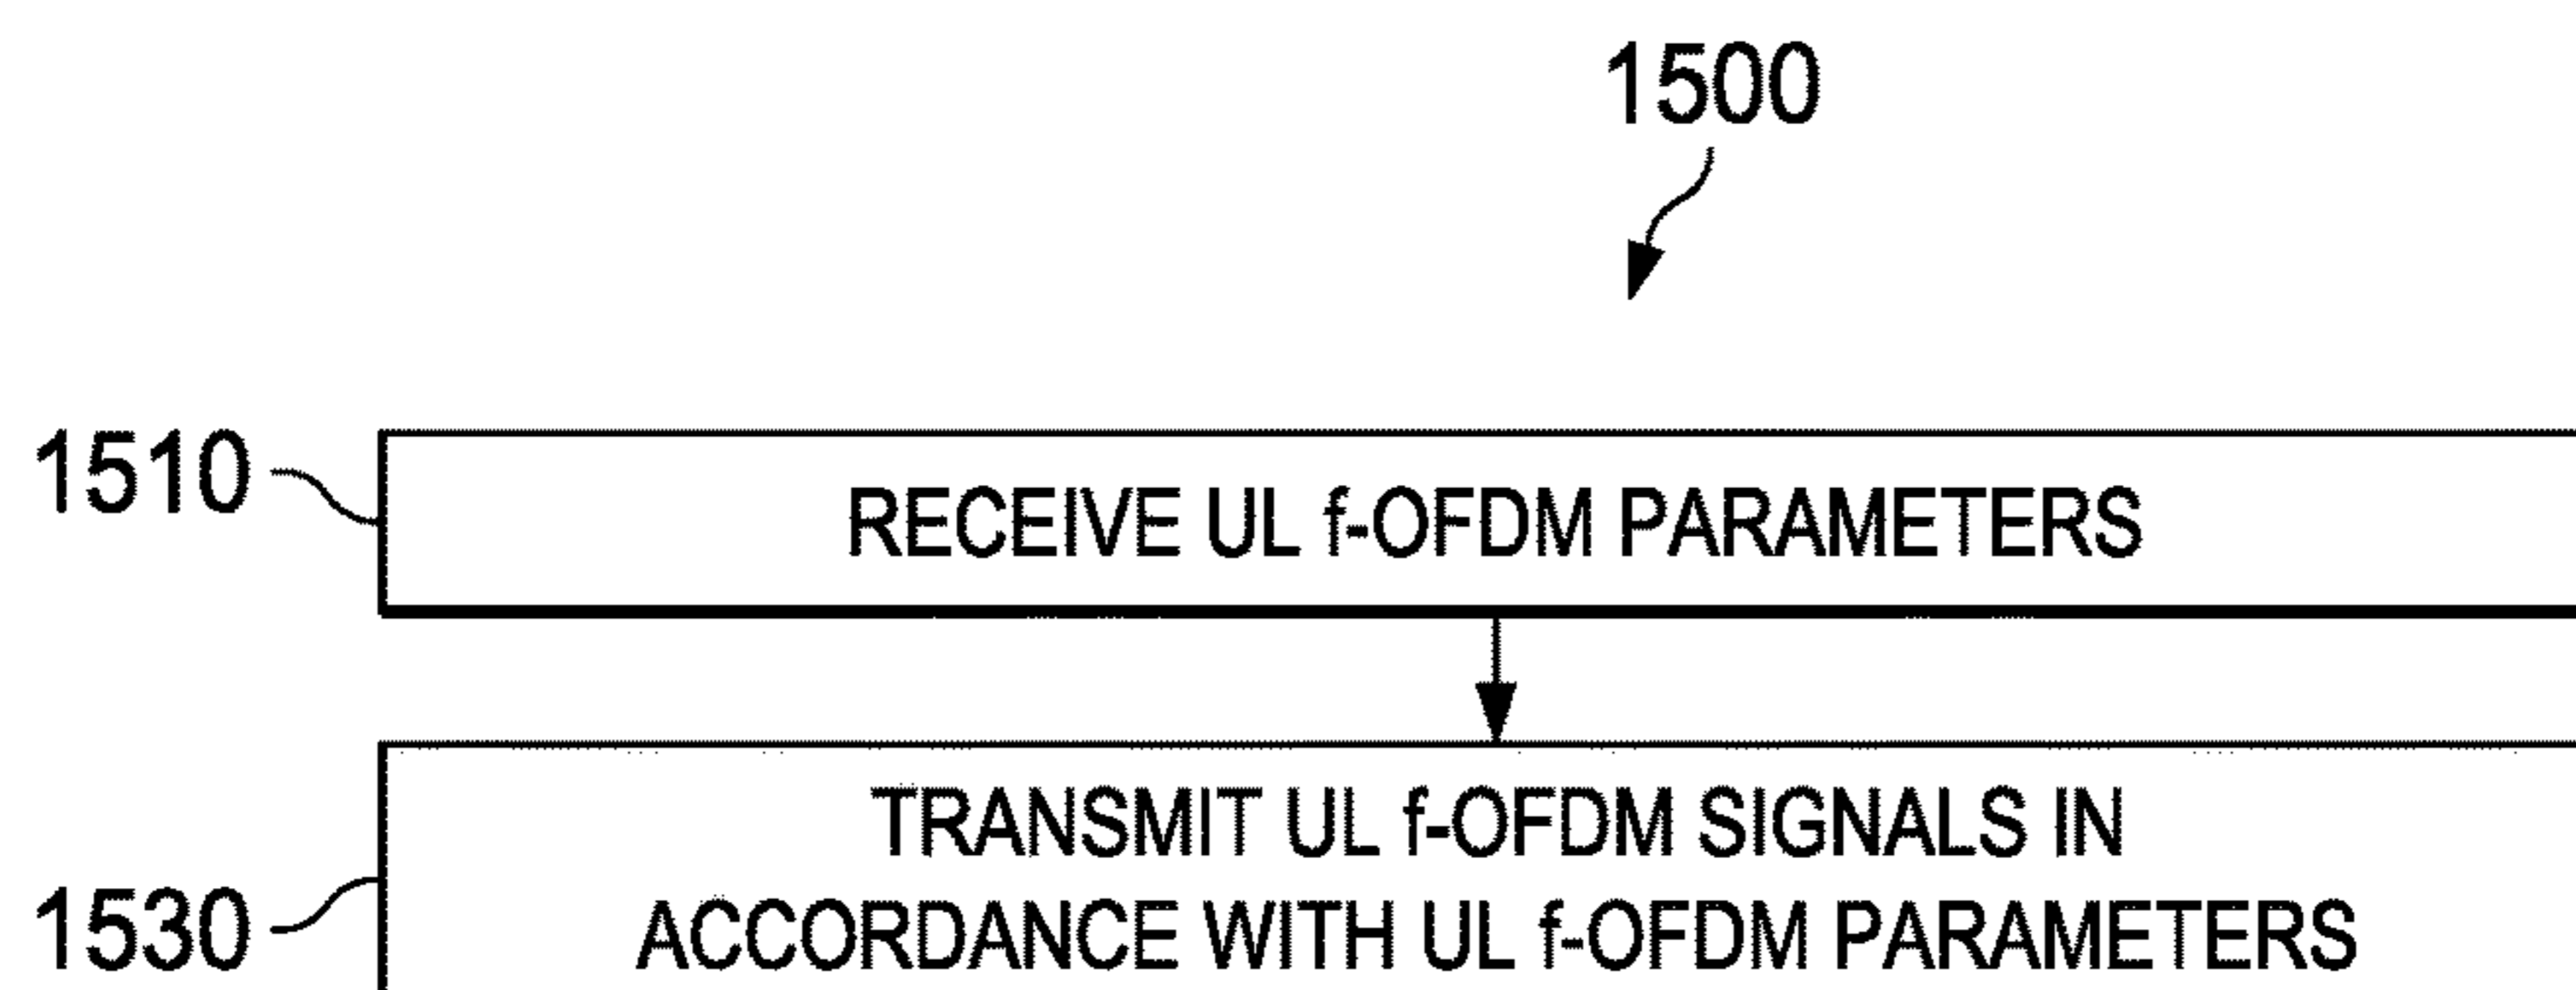 1500
1510
RECEIVE UL f-OFDM PARAMETERS
TRANSMIT UL f-OFDM SIGNALS IN
1530
ACCORDANCE WITH UL f-OFDM PARAMETERS